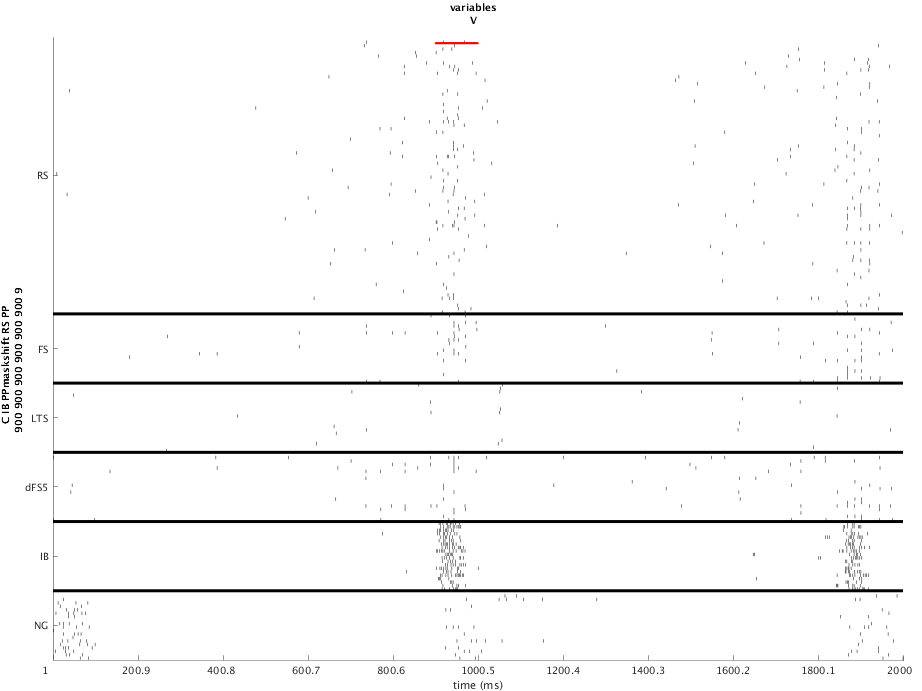 variables
V
C IB PPmaskshift RS PP
900 900 900 900 900 900 9
RS
FS
LTS
dFS5
IB
NG
1
200.9
400.8
600.7
800.6
1000.5
1200.4
1400.3
1600.2
1800.1
2000
time (ms)